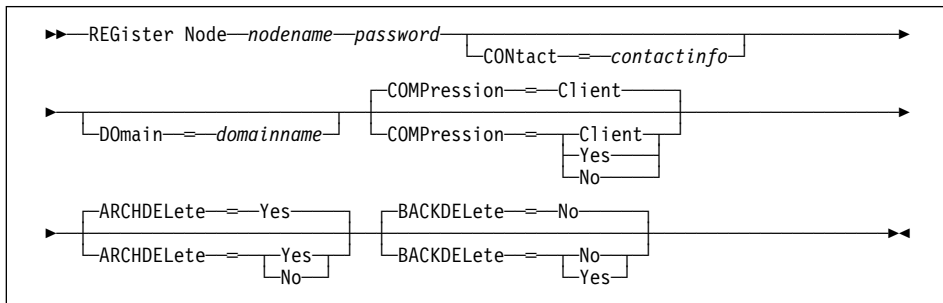 REGister Node nodename password
CONtact = contactinfo
DOmain = domainname
COMPression = Client
COMPression = Client
Yes
No
ARCHDELete = Yes
ARCHDELete = Yes
No
BACKDELete = No
BACKDELete = No
Yes